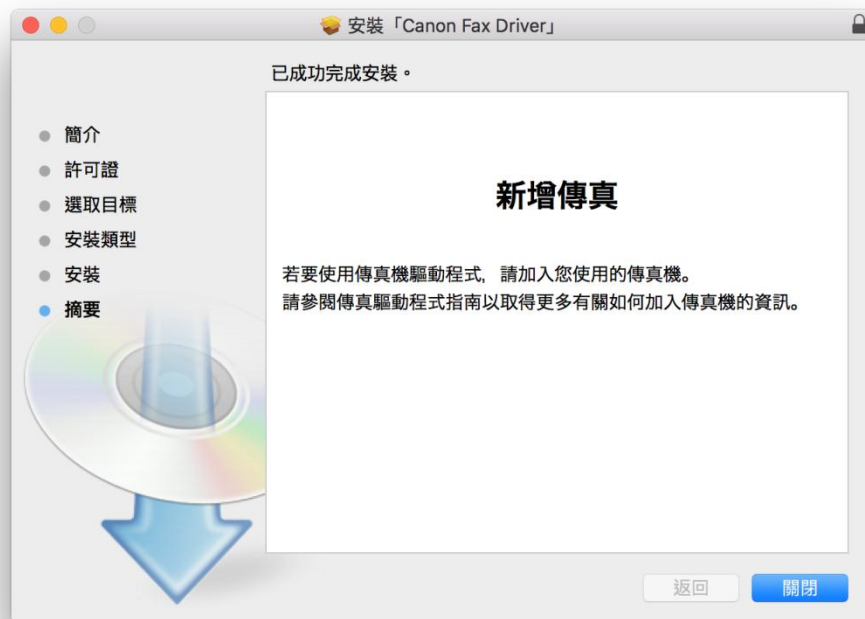 安裝「Canon Fax Driver」
已成功完成安裝。
簡介
許可證
選取目標
安裝類型
安裝
摘要
新增傳真
若要使用傳真機驅動程式，請加入您使用的傳真機。
請參閱傳真驅動程式指南以取得更多有關如何加入傳真機的資訊。
返回
關閉